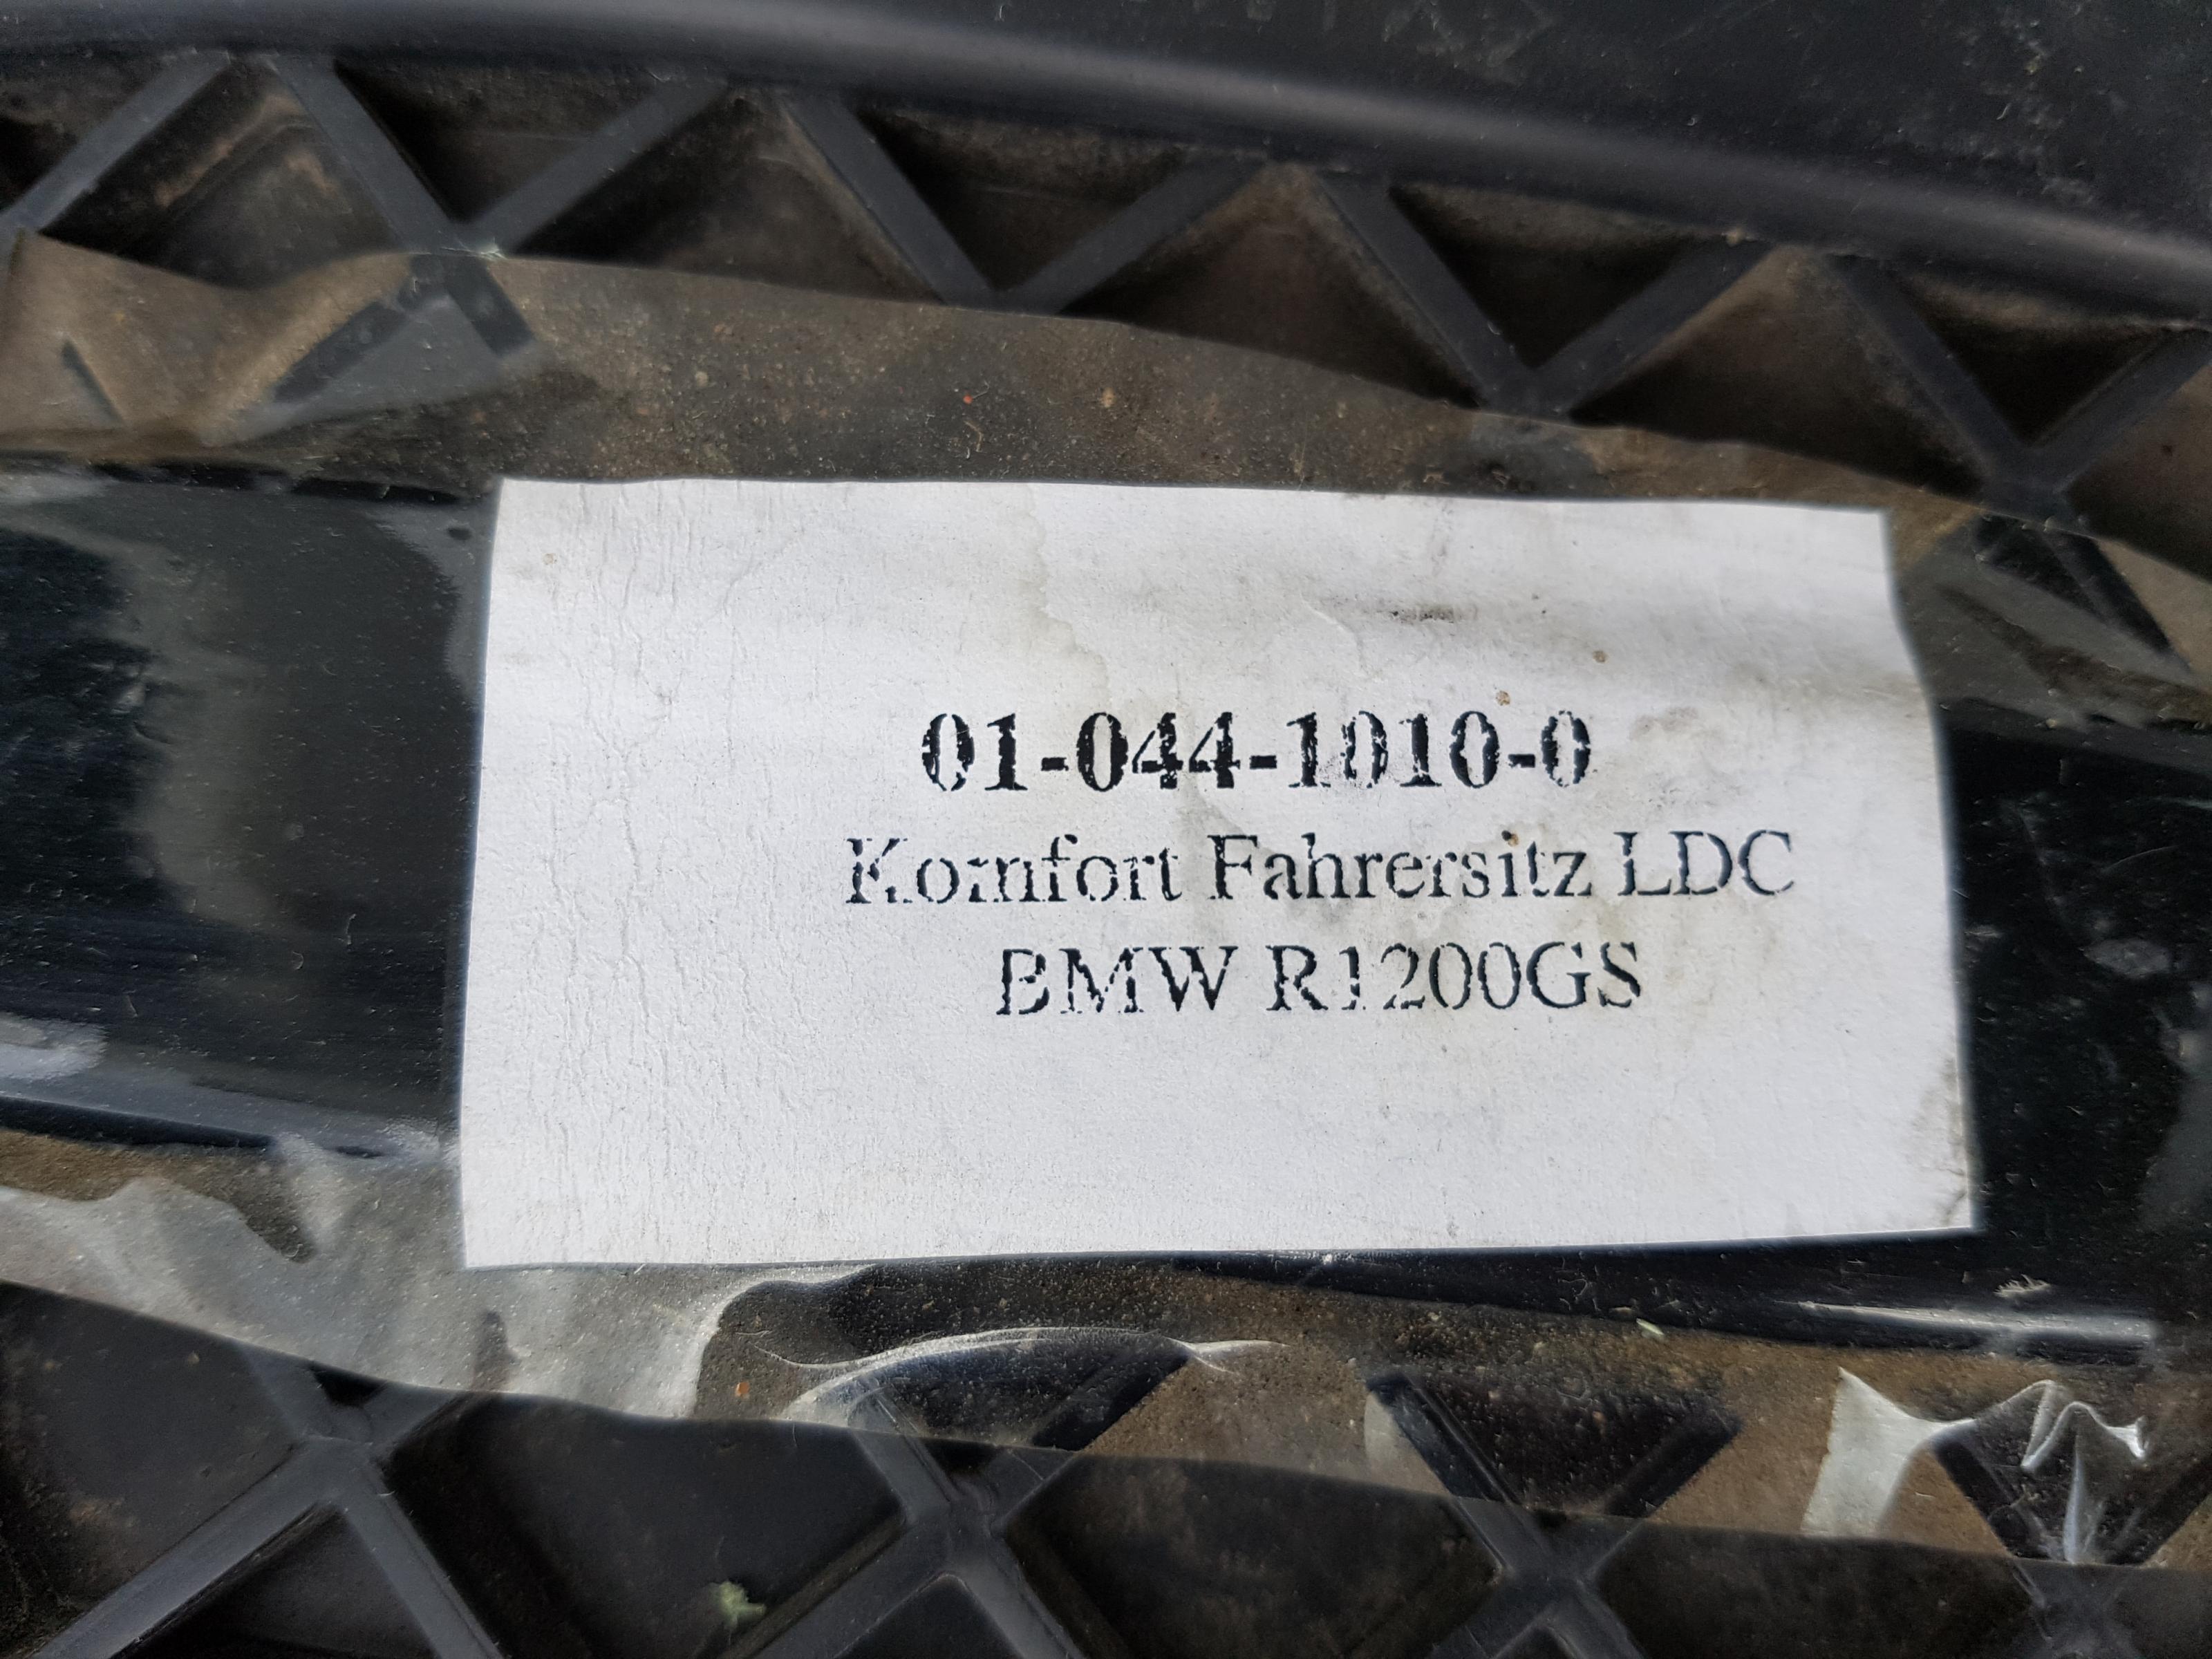 01-044-1010-0
Komfort Fahrersitz LDC
BMW R1200GS